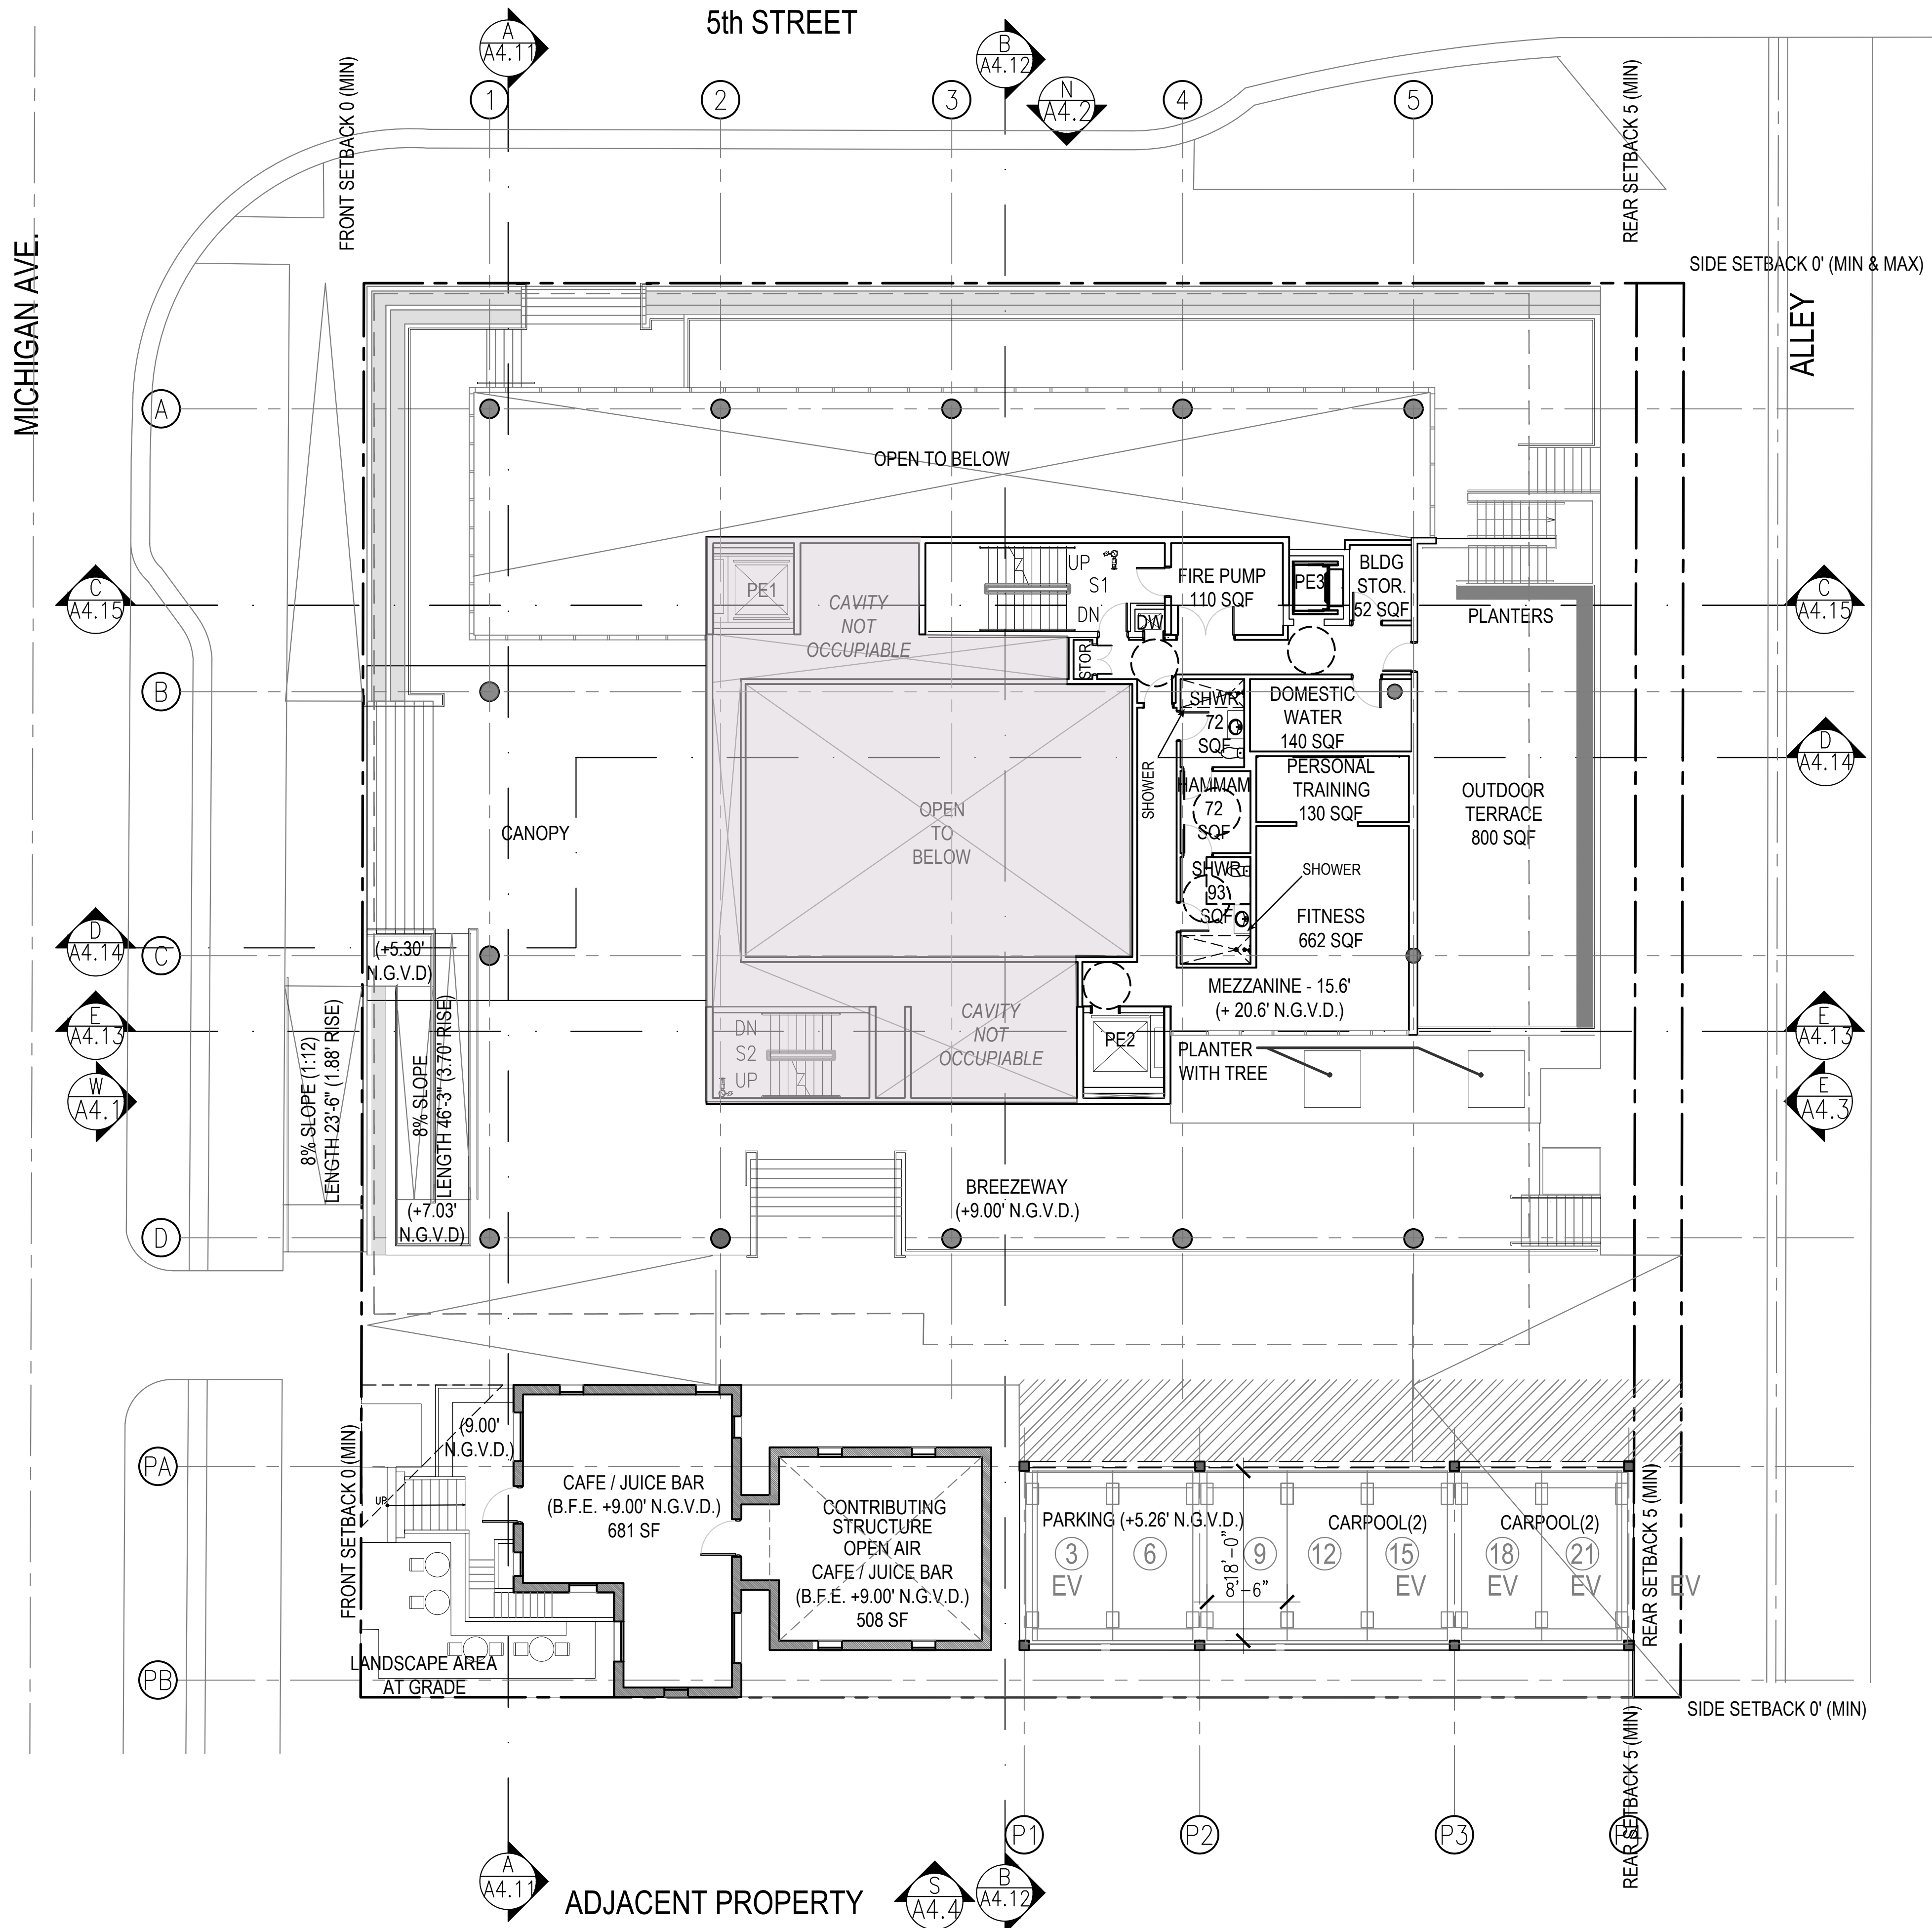 5th STREET
A
A4.11
B
A4.12
N
A4.2
1
2
3
4
5
FRONT SETBACK 0 (MIN)
REAR SETBACK 5 (MIN)
MICHIGAN AVE.
SIDE SETBACK 0' (MIN & MAX)
ALLEY
A
OPEN TO BELOW
C
A4.15
PE1
CAVITY
NOT
OCCUPIABLE
UP
S1
DN
DW
STOR.
FIRE PUMP
110 SQF
PE3
BLDG
STOR.
52 SQF
PLANTERS
C
A4.15
B
SHWR
72
SQF
DOMESTIC
WATER
140 SQF
D
A4.14
PERSONAL
TRAINING
130 SQF
SHOWER
HAMMAM
72
SQF
OUTDOOR
TERRACE
800 SQF
CANOPY
OPEN
TO
BELOW
SHWR
93
SQF
SHOWER
FITNESS
662 SQF
D
A4.14
C
(+5.30'
N.G.V.D)
MEZZANINE - 15.6'
(+ 20.6' N.G.V.D.)
E
A4.13
CAVITY
NOT
OCCUPIABLE
DN
S2
UP
PE2
PLANTER
WITH TREE
E
A4.13
W
A4.1
E
A4.3
8% SLOPE (1:12)
LENGTH 23'-6" (1.88' RISE)
8% SLOPE
LENGTH 46'-3" (3.70' RISE)
BREEZEWAY
(+9.00' N.G.V.D.)
(+7.03'
N.G.V.D)
D
FRONT SETBACK 0 (MIN)
(9.00'
N.G.V.D.)
PA
UP
CAFE / JUICE BAR
(B.F.E. +9.00' N.G.V.D.)
681 SF
CONTRIBUTING
STRUCTURE
OPEN AIR
CAFE / JUICE BAR
(B.F.E. +9.00' N.G.V.D.)
508 SF
PARKING (+5.26' N.G.V.D.)
CARPOOL(2)
CARPOOL(2)
3
6
9
12
15
18
21
EV
EV
EV
EV
EV
18'-0"
8'-6"
REAR SETBACK 5 (MIN)
LANDSCAPE AREA
AT GRADE
PB
SIDE SETBACK 0' (MIN)
REAR SETBACK 5 (MIN)
P1
P2
P3
A
A4.11
ADJACENT PROPERTY
S
A4.4
B
A4.12